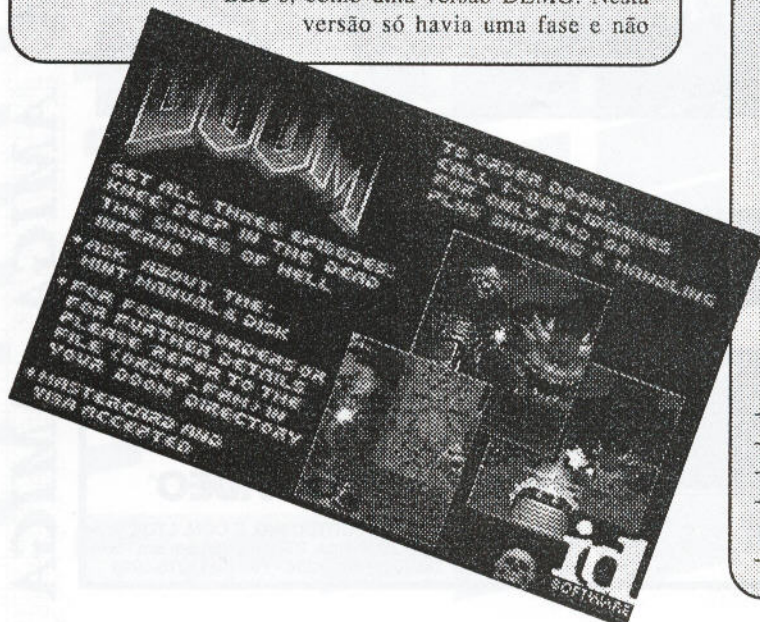 BBS's, como uma versão DEMO. Nesta
versão só havia uma fase e não
DOOM
GET ALL THREE EPISODES:
KNEE-DEEP IN THE DEAD
THE SHORES OF HELL
INFERNO
+ASK ABOUT THE:
HINT MANUAL & DISK
+FOR FOREIGN ORDERS OR
FOR FURTHER DETAILS
PLEASE REFER TO THE
FILE (ORDER.FRM) IN
YOUR DOOM DIRECTORY
+MASTERCARD AND
VISA ACCEPTED
TO ORDER DOOM:
CALL 1-800-IDGAMES
FOR ONLY $40.00
PLUS SHIPPING & HANDLING
id
SOFTWARE
AMIGA
AMIGA